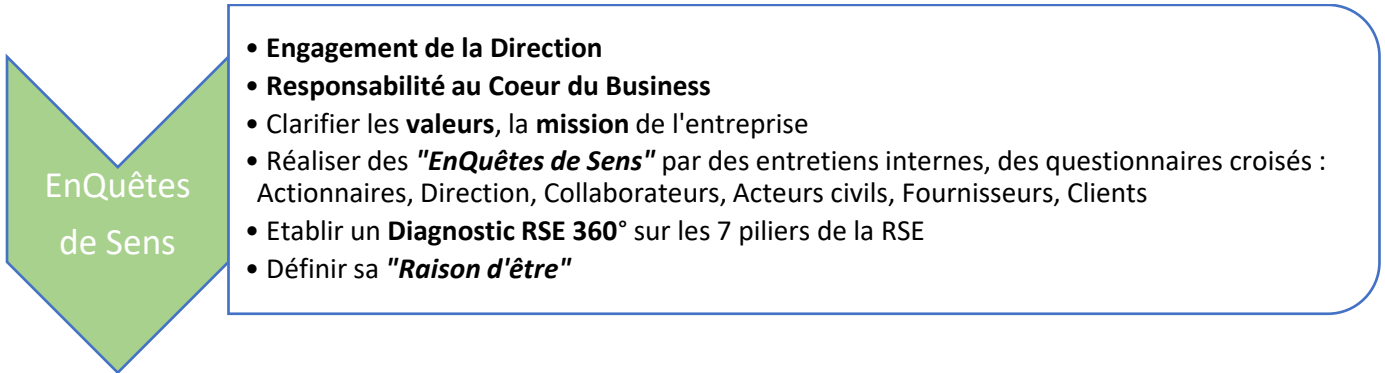 EnQuêtes
de Sens
• Engagement de la Direction
• Responsabilité au Coeur du Business
• Clarifier les valeurs, la mission de l'entreprise
• Réaliser des "EnQuêtes de Sens" par des entretiens internes, des questionnaires croisés :
Actionnaires, Direction, Collaborateurs, Acteurs civils, Fournisseurs, Clients
• Etablir un Diagnostic RSE 360° sur les 7 piliers de la RSE
• Définir sa "Raison d'être"